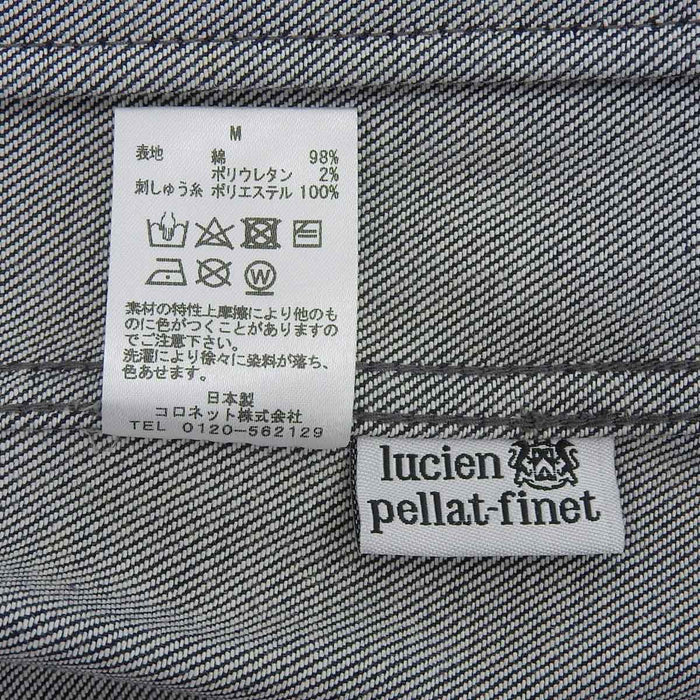 M
表地 綿 98%
ポリウレタン 2%
刺しゅう糸 ポリエステル 100%
W
素材の特性上摩擦により他のも
のに色がつくことがありますの
でご注意下さい。
洗濯により徐々に染料が落ち、
色あせます。
日本製
コロネット株式会社
TEL 0120-562129
lucien
pellat-finet